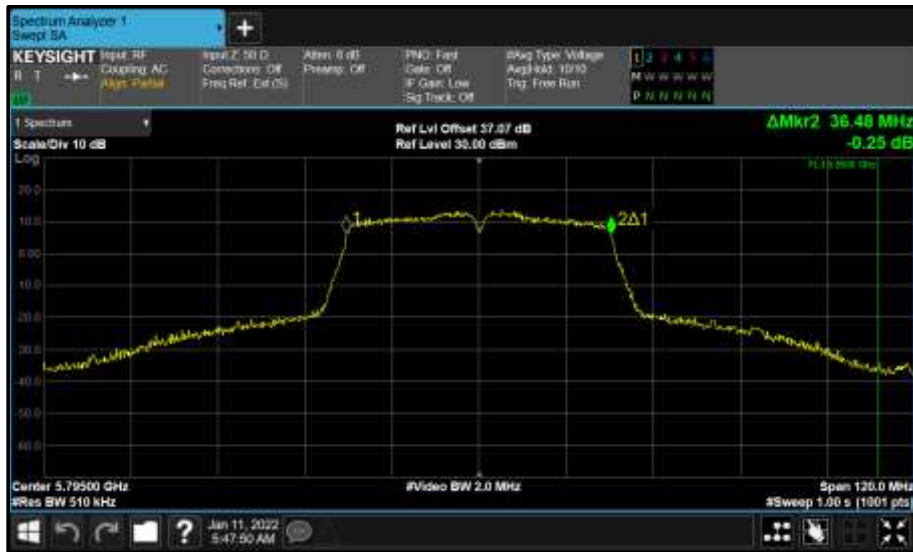 Spectrum Analyzer 1
Swept SA
+
KEYSIGHT Input: RF
R T
Coupling: AC
Align: Partial
Input Z: 50 Ω
Corrections: Off
Freq Ref: Ext (S)
Atten: 6 dB
Preamp: Off
PNO: Fast
Gate: Off
IF Gain: Low
Sig Track: Off
#Avg Type: Voltage
Avg|Hold: 10/10
Trig: Free Run
1 2 3 4 5 6
M W W W W W
P N N N N N
1 Spectrum
Scale/Div 10 dB
Log
Ref Lvl Offset 37.07 dB
Ref Level 30.00 dBm
ΔMkr2 36.48 MHz
-0.25 dB
20.0
10.0
0.00
-10.0
-20.0
-30.0
-40.0
-50.0
-60.0
1
2Δ1
Center 5.79500 GHz
#Res BW 510 kHz
#Video BW 2.0 MHz
Span 120.0 MHz
#Sweep 1.00 s (1001 pts)
?
Jan 11, 2022
5:47:50 AM